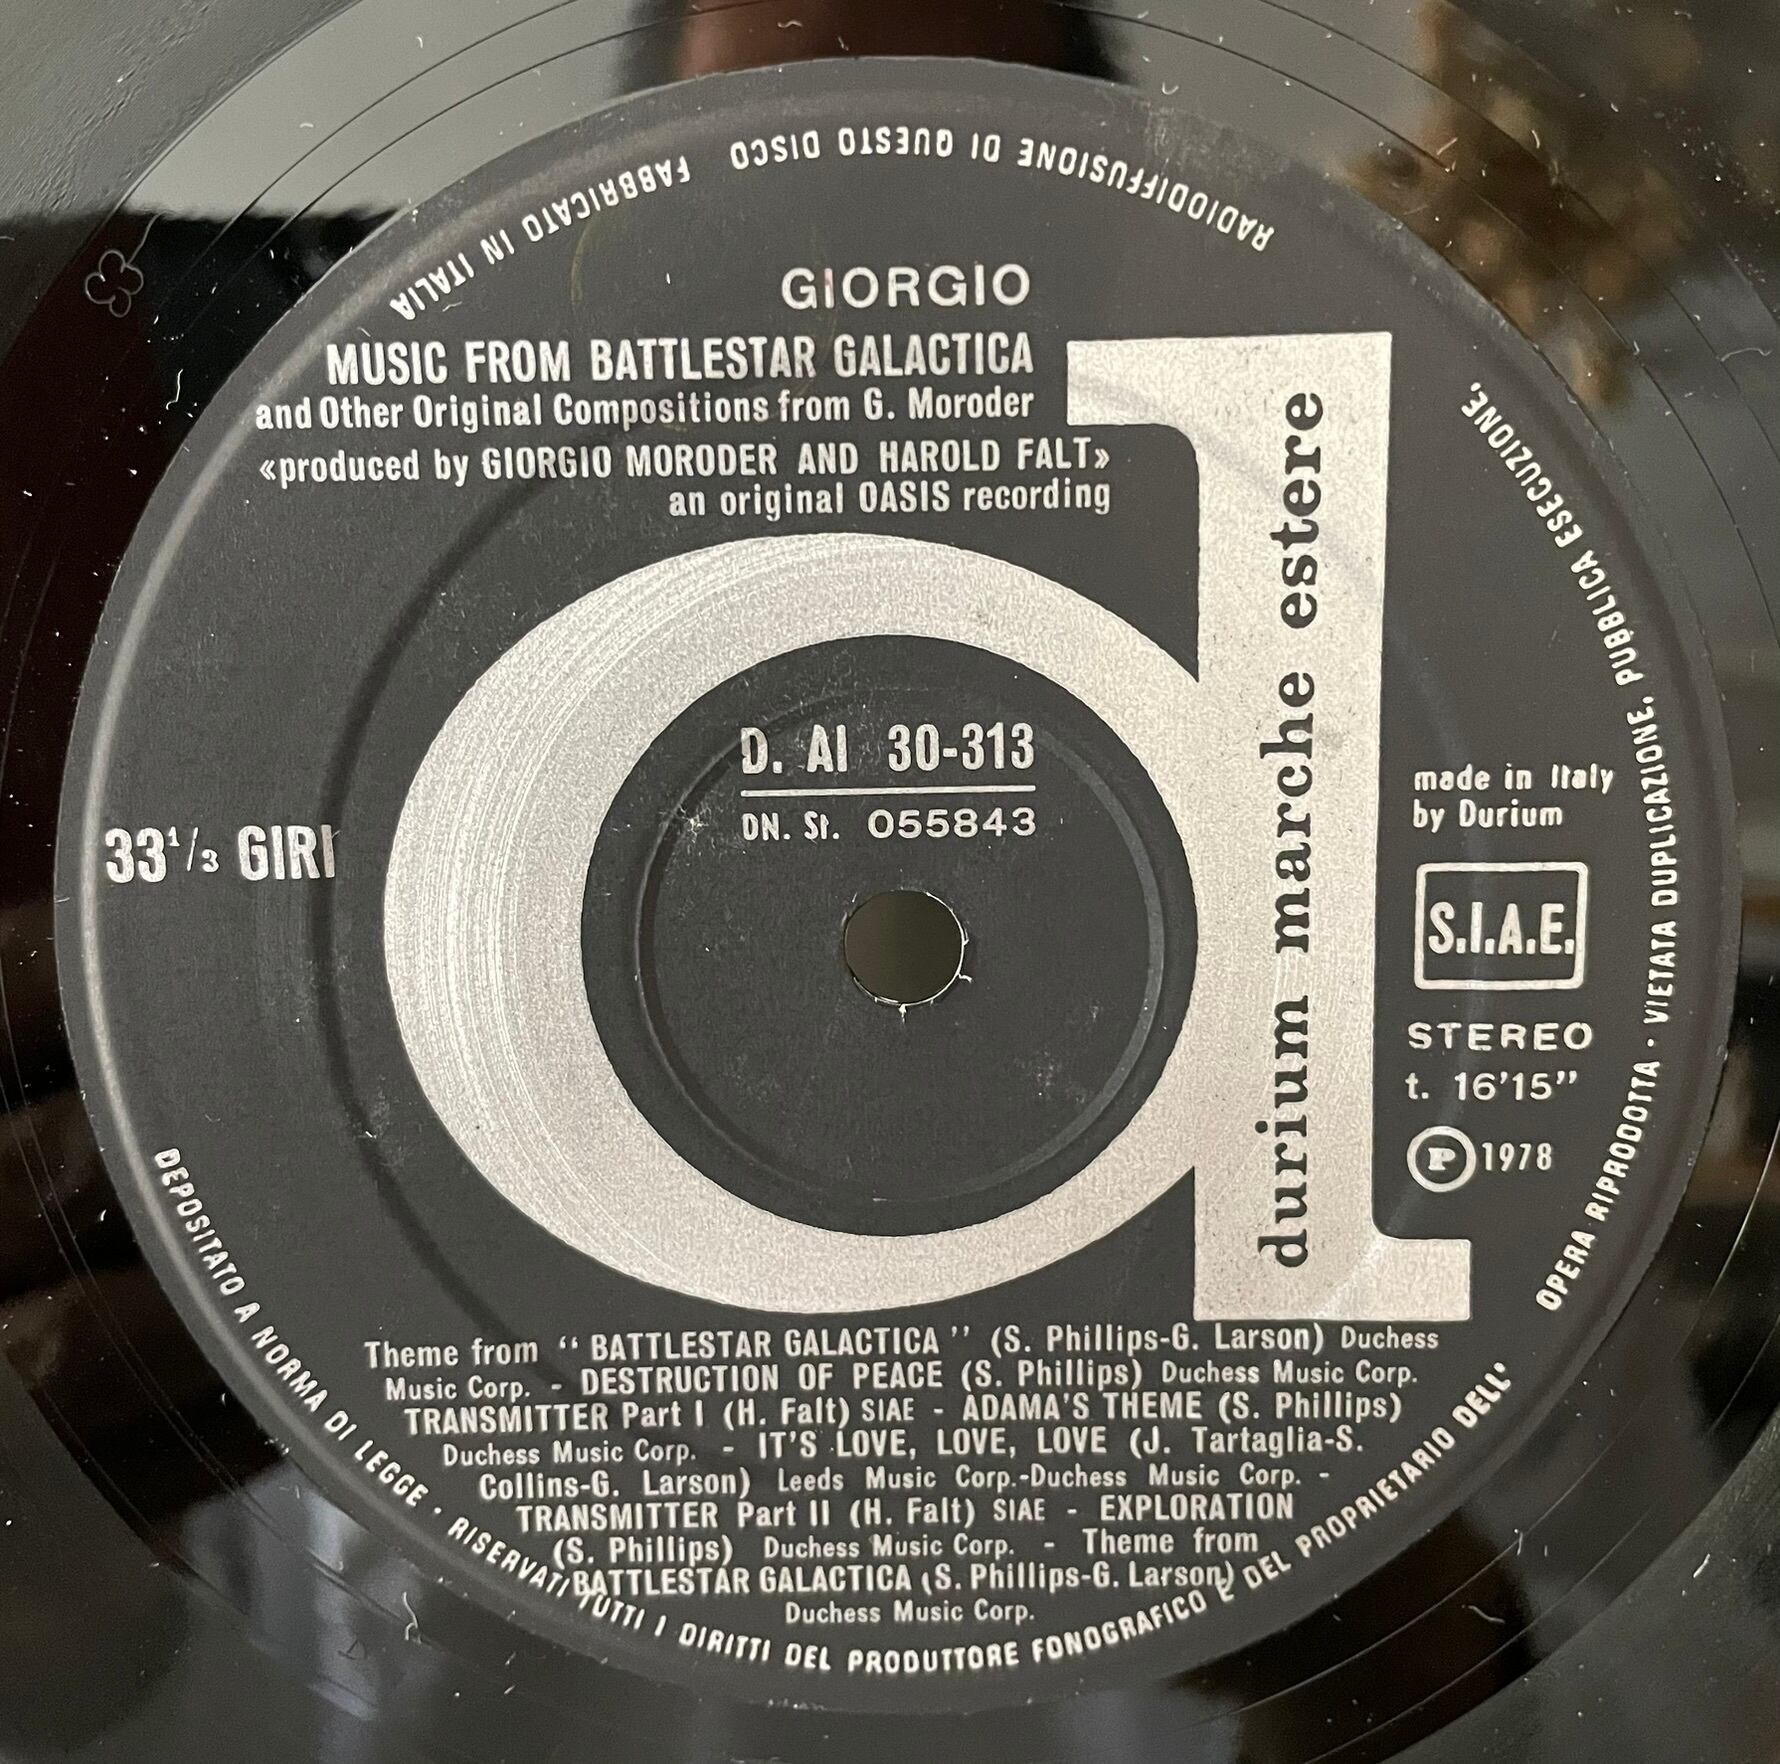 RADIODIFFUSIONE DI QUESTO DISCO
FABBRICATO IN ITALIA
GIORGIO
MUSIC FROM BATTLESTAR GALACTICA
and Other Original Compositions from G. Moroder
«produced by GIORGIO MORODER AND HAROLD FALT»
an original OASIS recording
durium marche estere
D. AI 30-313
DN. St. 055843
33 1/3 GIRI
made in Italy
by Durium
S.I.A.E.
STEREO
t. 16'15"
Ⓟ 1978
Theme from “ BATTLESTAR GALACTICA ” (S. Phillips-G. Larson) Duchess
Music Corp. - DESTRUCTION OF PEACE (S. Phillips) Duchess Music Corp.
TRANSMITTER Part I (H. Falt) SIAE - ADAMA'S THEME (S. Phillips)
Duchess Music Corp. - IT'S LOVE, LOVE, LOVE (J. Tartaglia-S.
Collins-G. Larson) Leeds Music Corp.-Duchess Music Corp. -
TRANSMITTER Part II (H. Falt) SIAE - EXPLORATION
(S. Phillips) Duchess Music Corp. - Theme from
BATTLESTAR GALACTICA (S. Phillips-G. Larson)
Duchess Music Corp.
DEPOSITATO A NORMA DI LEGGE · RISERVATI TUTTI I DIRITTI DEL PRODUTTORE FONOGRAFICO E DEL PROPRIETARIO DELL'
OPERA RIPRODOTTA · VIETATA DUPLICAZIONE, PUBBLICA ESECUZIONE,